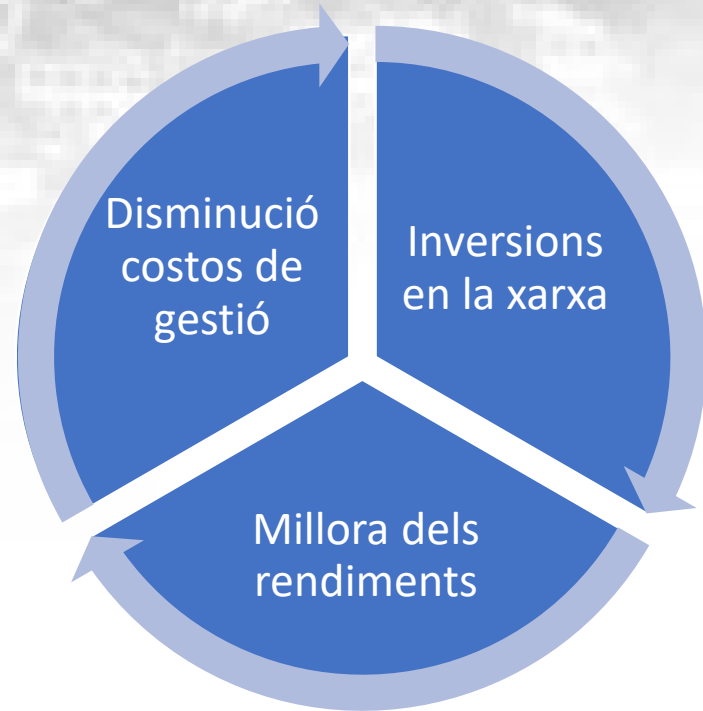 Disminució
costos de
gestió
Inversions
en la xarxa
Millora dels
rendiments